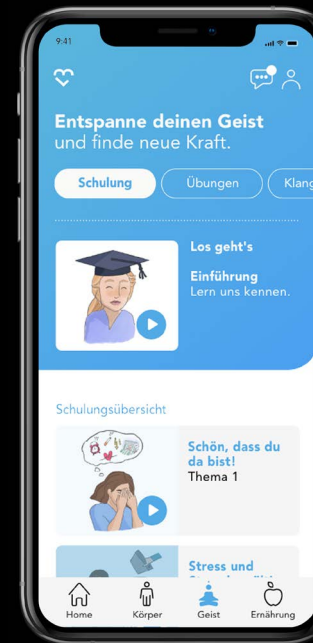 9:41
Entspanne deinen Geist
und finde neue Kraft.
Schulung
Übungen
Klang
Los geht's
Einführung
Lern uns kennen.
Schulungsübersicht
Schön, dass du
da bist!
Thema 1
Stress und
Home
Körper
Geist
Ernährung